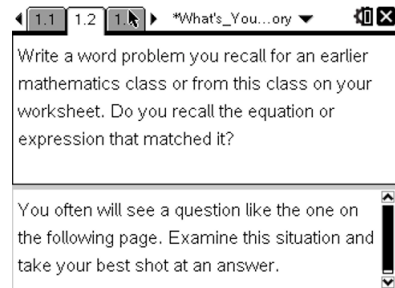 1.1 1.2 1. *What's_You...ory
Write a word problem you recall for an earlier
mathematics class or from this class on your
worksheet. Do you recall the equation or
expression that matched it?
You often will see a question like the one on
the following page. Examine this situation and
take your best shot at an answer.